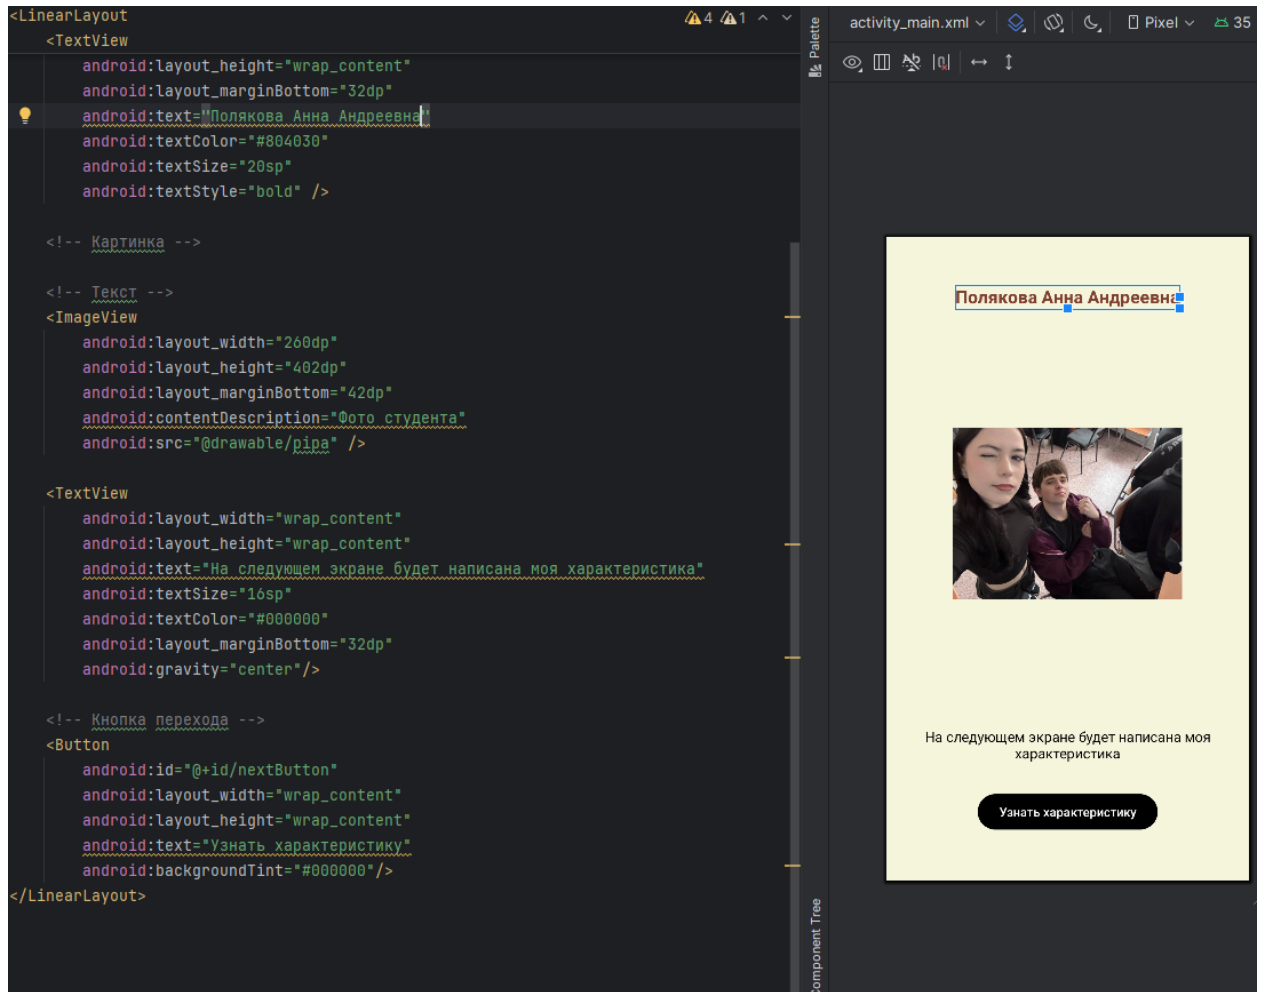 <LinearLayout
4 1
<TextView
android:layout_height="wrap_content"
android:layout_marginBottom="32dp"
android:text="Полякова Анна Андреевна"
android:textColor="#804030"
android:textSize="20sp"
android:textStyle="bold" />
<!-- Картинка -->
<!-- Текст -->
<ImageView
android:layout_width="260dp"
android:layout_height="402dp"
android:layout_marginBottom="42dp"
android:contentDescription="Фото студента"
android:src="@drawable/pipa" />
<TextView
android:layout_width="wrap_content"
android:layout_height="wrap_content"
android:text="На следующем экране будет написана моя характеристика"
android:textSize="16sp"
android:textColor="#000000"
android:layout_marginBottom="32dp"
android:gravity="center"/>
<!-- Кнопка перехода -->
<Button
android:id="@+id/nextButton"
android:layout_width="wrap_content"
android:layout_height="wrap_content"
android:text="Узнать характеристику"
android:backgroundTint="#000000"/>
</LinearLayout>
Palette
Component Tree
activity_main.xml
Pixel
35
Полякова Анна Андреевна
На следующем экране будет написана моя
характеристика
Узнать характеристику